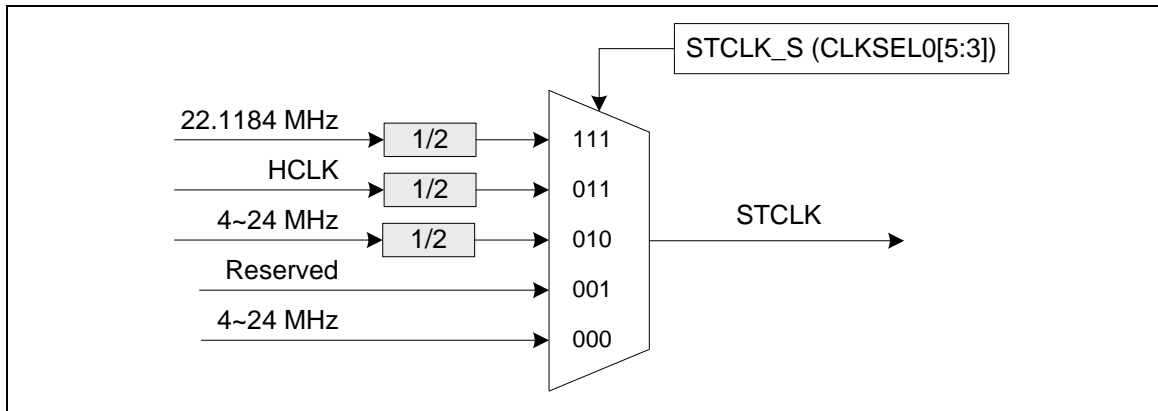 STCLK_S (CLKSEL0[5:3])
22.1184 MHz
1/2
111
HCLK
1/2
011
4~24 MHz
1/2
010
STCLK
Reserved
001
4~24 MHz
000